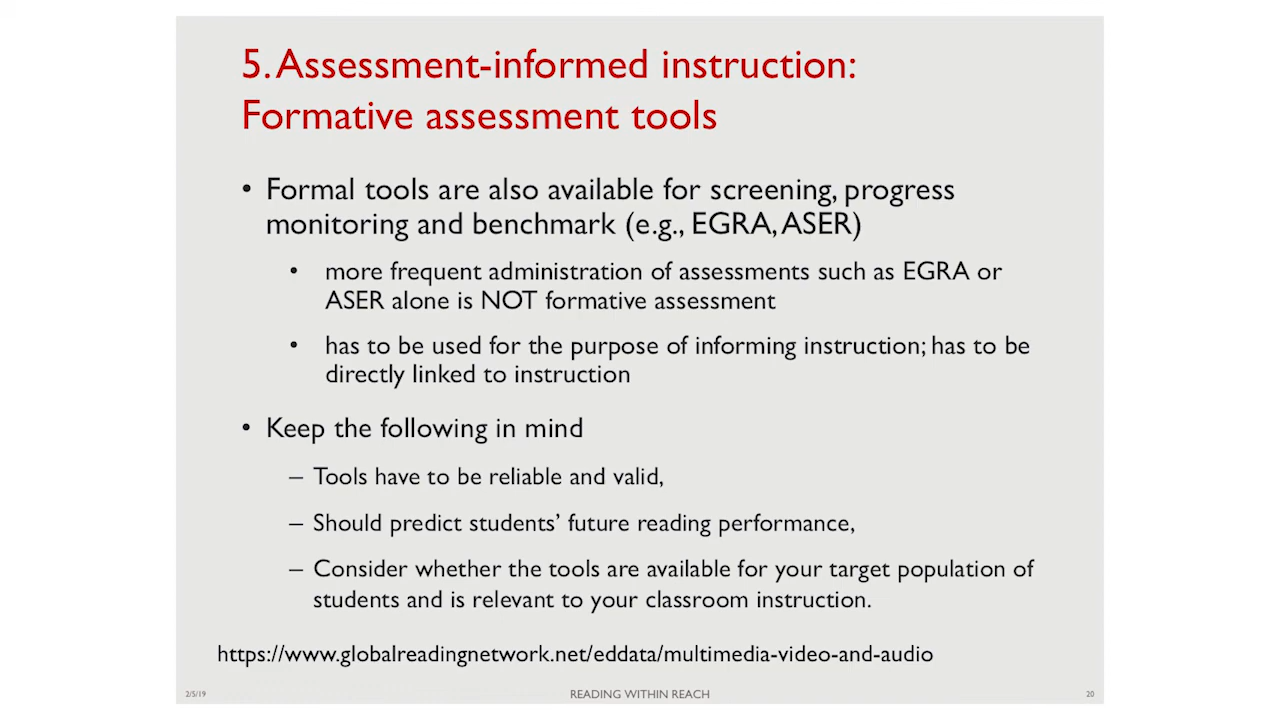 5. Assessment-informed instruction:
Formative assessment tools
• Formal tools are also available for screening, progress
monitoring and benchmark (e.g., EGRA, ASER)
• more frequent administration of assessments such as EGRA or
ASER alone is NOT formative assessment
• has to be used for the purpose of informing instruction; has to be
directly linked to instruction
• Keep the following in mind
– Tools have to be reliable and valid,
– Should predict students’ future reading performance,
– Consider whether the tools are available for your target population of
students and is relevant to your classroom instruction.
https://www.globalreadingnetwork.net/eddata/multimedia-video-and-audio
2/5/19
READING WITHIN REACH
20